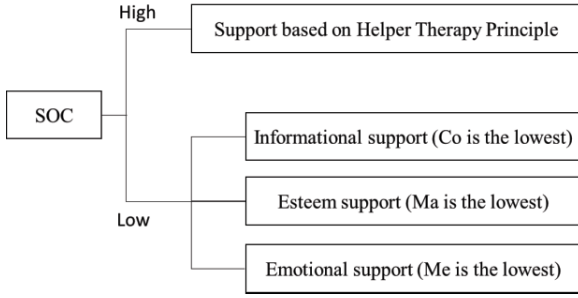 High
Support based on Helper Therapy Principle
SOC
Informational support (Co is the lowest)
Esteem support (Ma is the lowest)
Low
Emotional support (Me is the lowest)